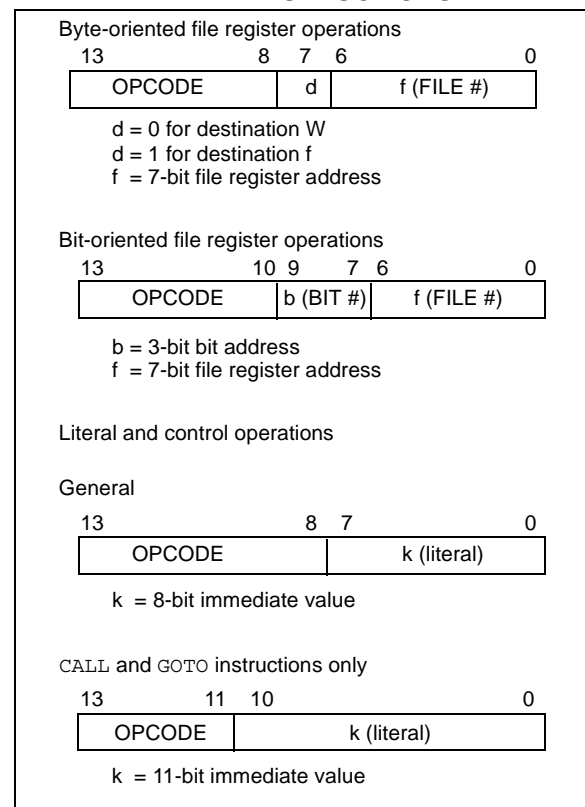 Byte-oriented file register operations
13 8 7 6 0
OPCODE d f (FILE #)
d = 0 for destination W
d = 1 for destination f
f = 7-bit file register address
Bit-oriented file register operations
13 10 9 7 6 0
OPCODE b (BIT #) f (FILE #)
b = 3-bit bit address
f = 7-bit file register address
Literal and control operations
General
13 8 7 0
OPCODE k (literal)
k = 8-bit immediate value
CALL and GOTO instructions only
13 11 10 0
OPCODE k (literal)
k = 11-bit immediate value